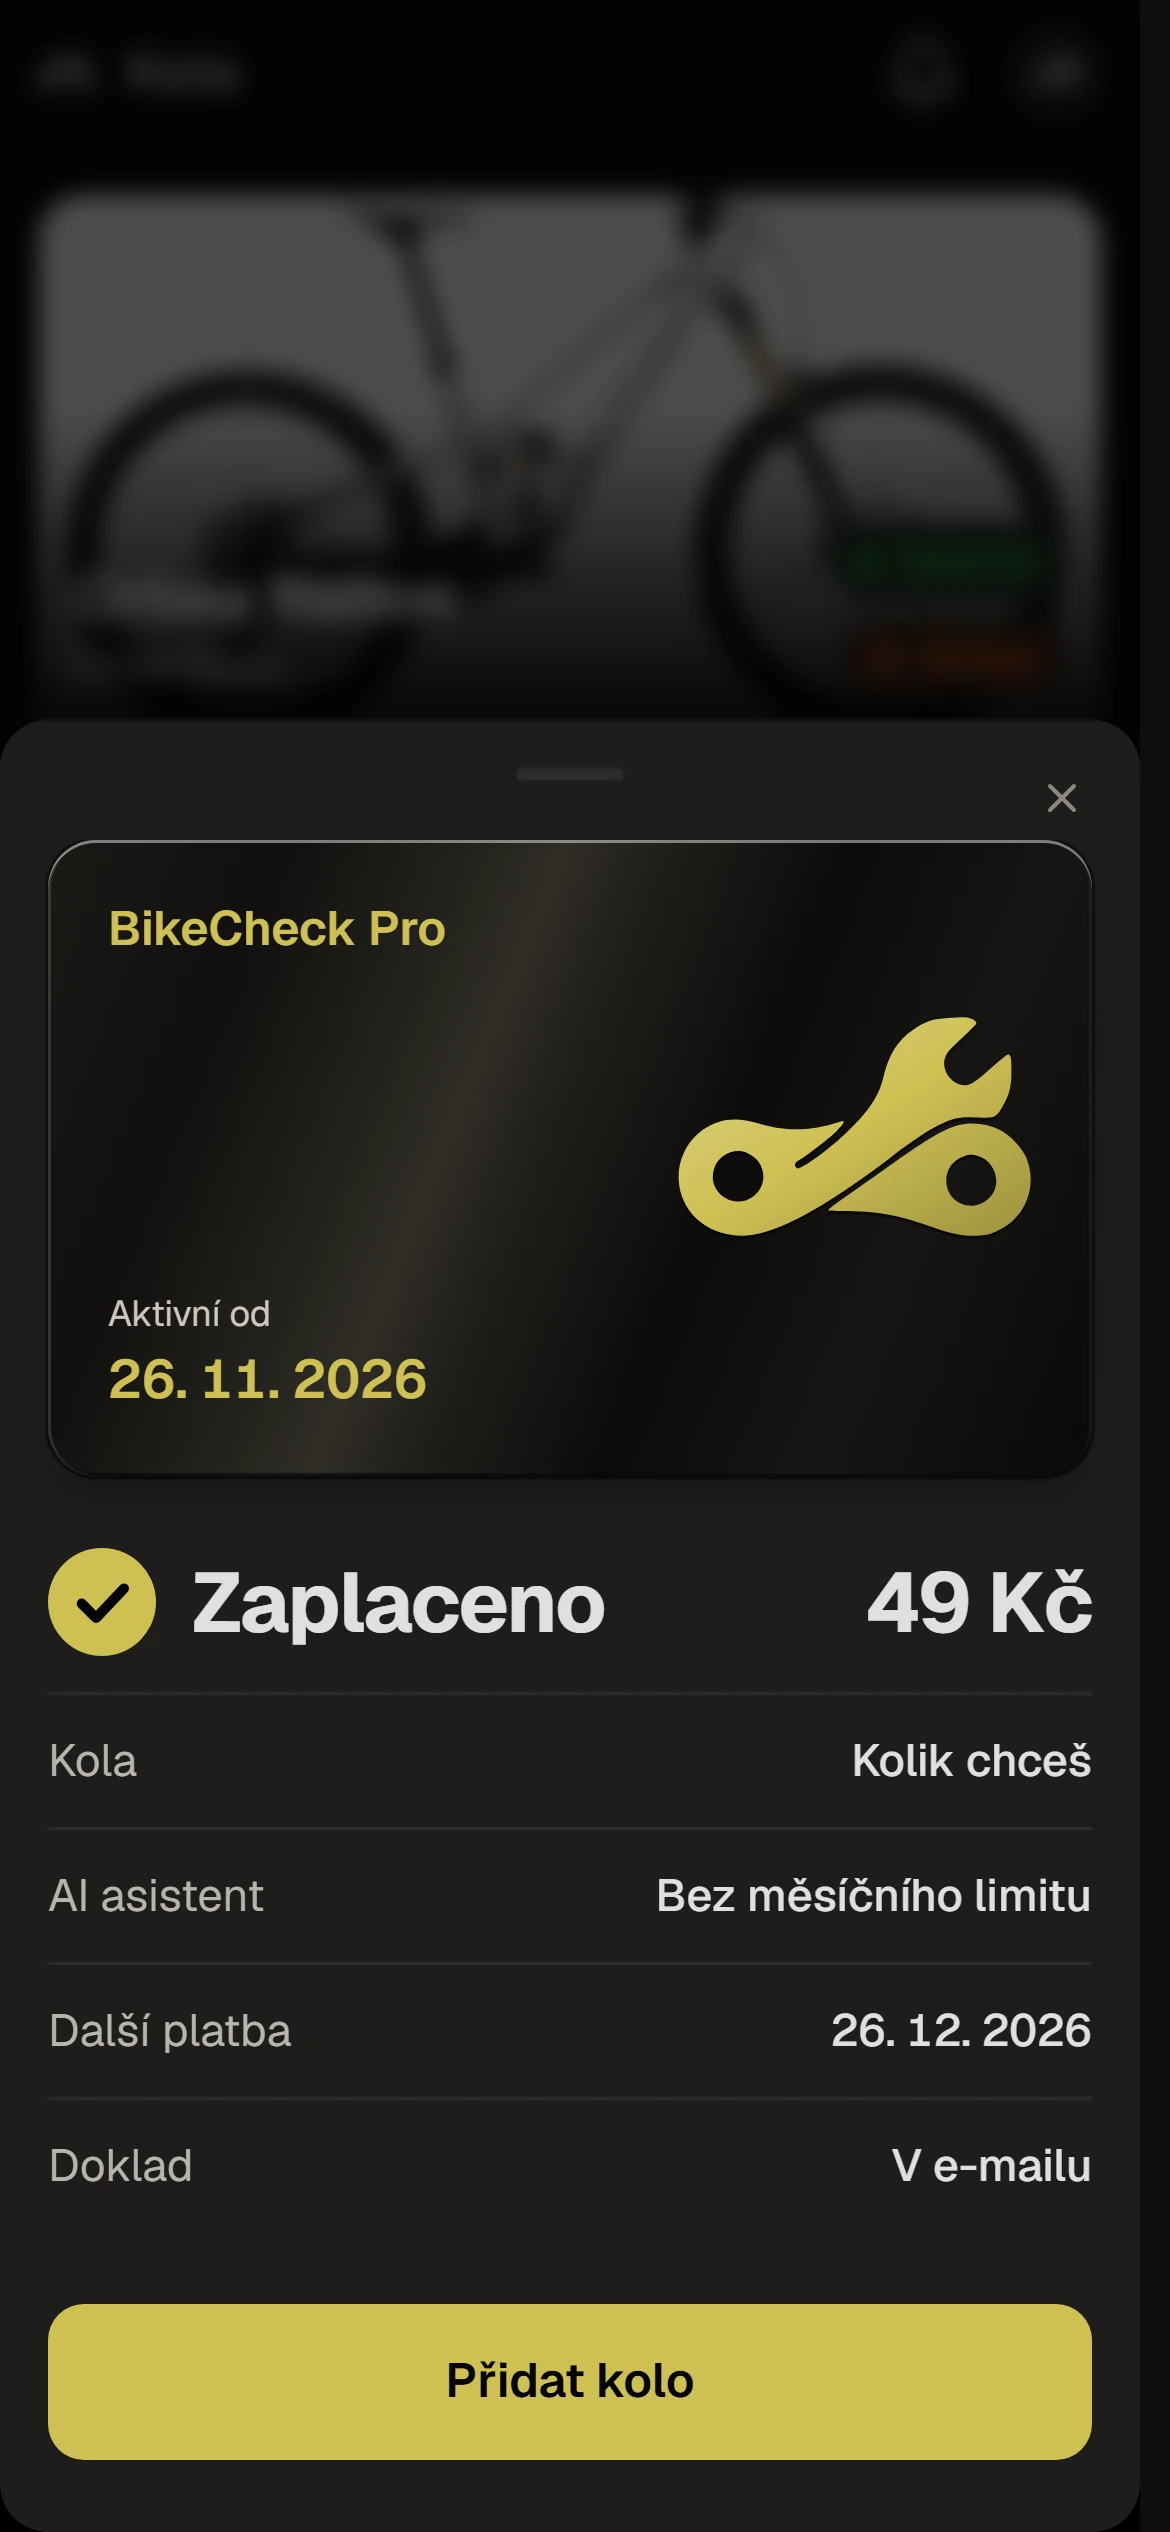 BikeCheck Pro
Aktivní od
26. 11. 2026
Zaplaceno 49 Kč
Kola Kolik chceš
AI asistent Bez měsíčního limitu
Další platba 26. 12. 2026
Doklad V e-mailu
Přidat kolo